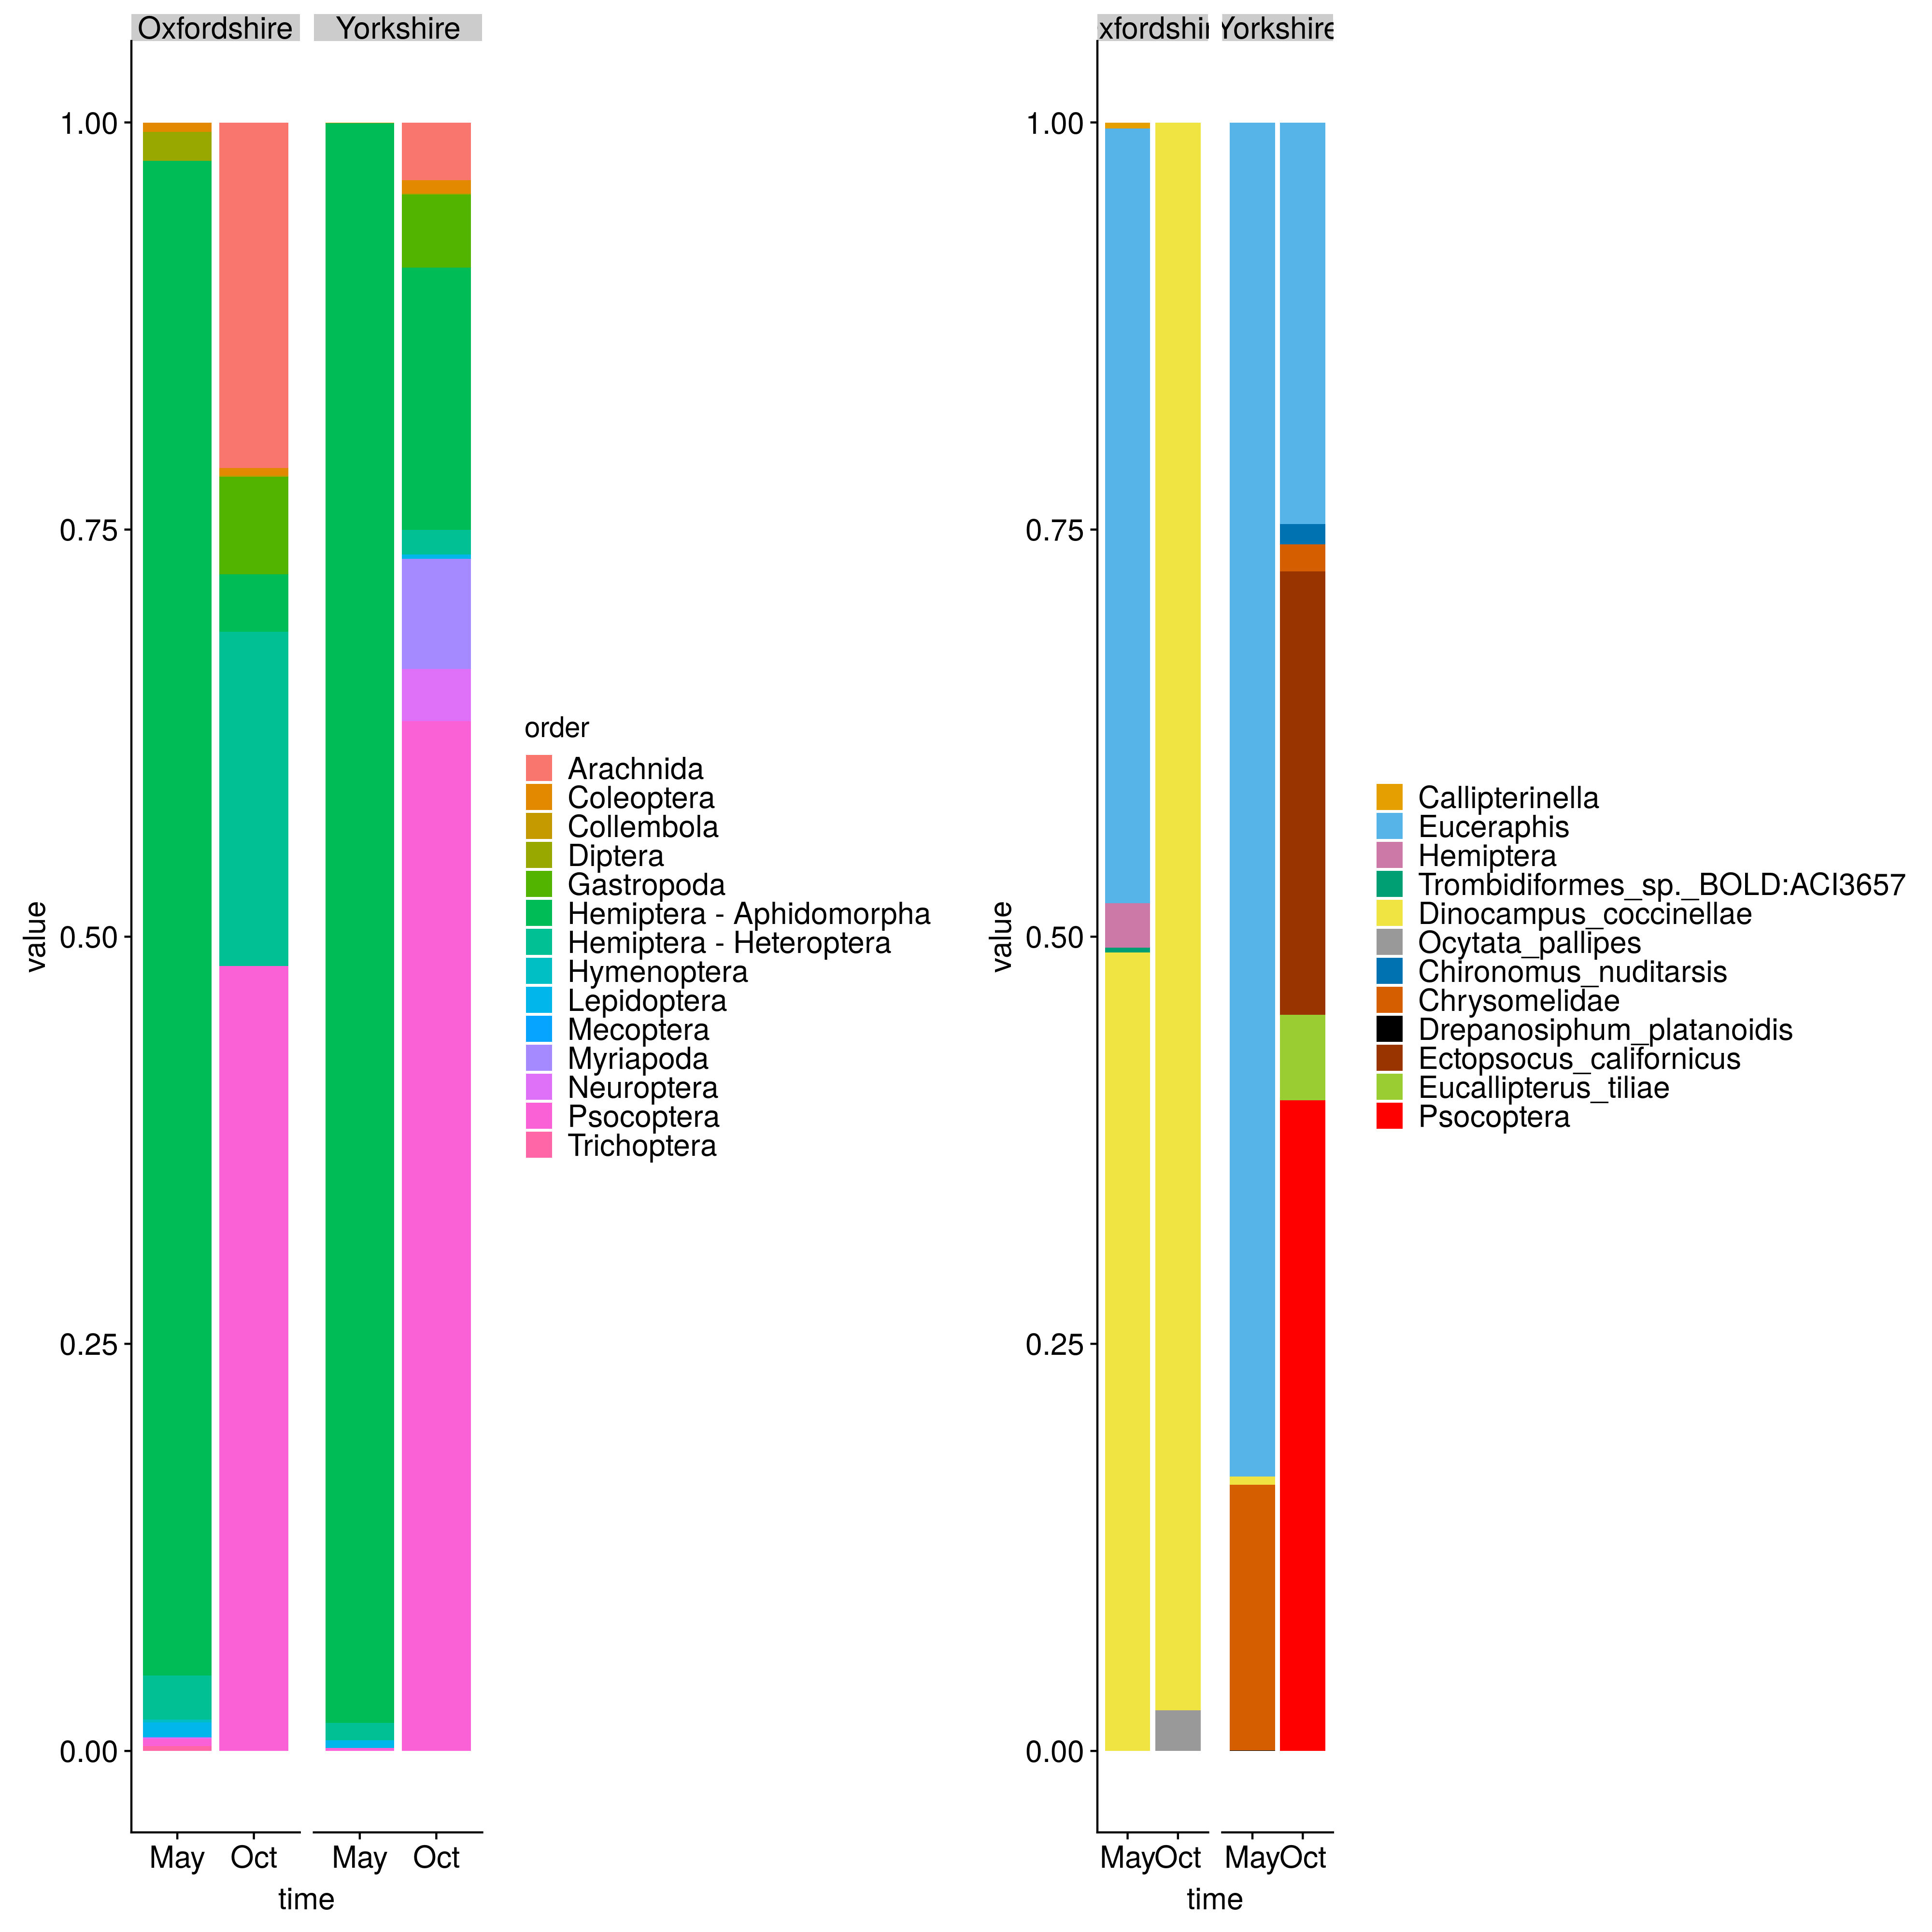 Oxfordshire Yorkshire
1.00
0.75
0.50
0.25
0.00
value
May Oct May Oct
time
order
Arachnida
Coleoptera
Collembola
Diptera
Gastropoda
Hemiptera - Aphidomorpha
Hemiptera - Heteroptera
Hymenoptera
Lepidoptera
Mecoptera
Myriapoda
Neuroptera
Psocoptera
Trichoptera
xfordshir Yorkshire
1.00
0.75
0.50
0.25
0.00
value
May Oct May Oct
time
Callipterinella
Euceraphis
Hemiptera
Trombidiformes_sp._BOLD:ACI3657
Dinocampus_coccinellae
Ocytata_pallipes
Chironomus_nuditarsis
Chrysomelidae
Drepanosiphum_platanoidis
Ectopsocus_californicus
Eucallipterus_tiliae
Psocoptera